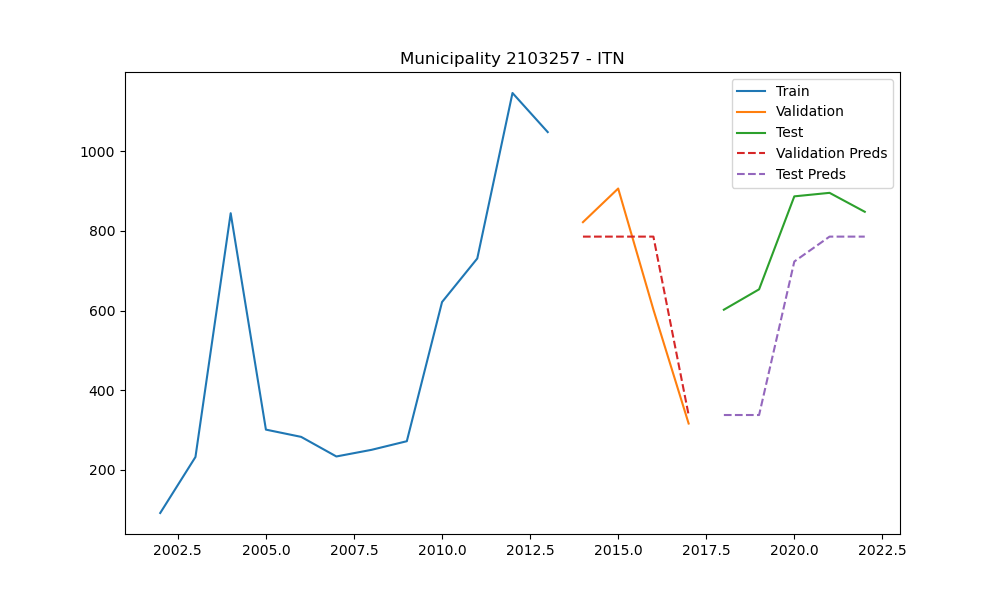 Municipality 2103257 - ITN
Train
Validation
Test
Validation Preds
Test Preds
1000
800
600
400
200
2002.5 2005.0 2007.5 2010.0 2012.5 2015.0 2017.5 2020.0 2022.5